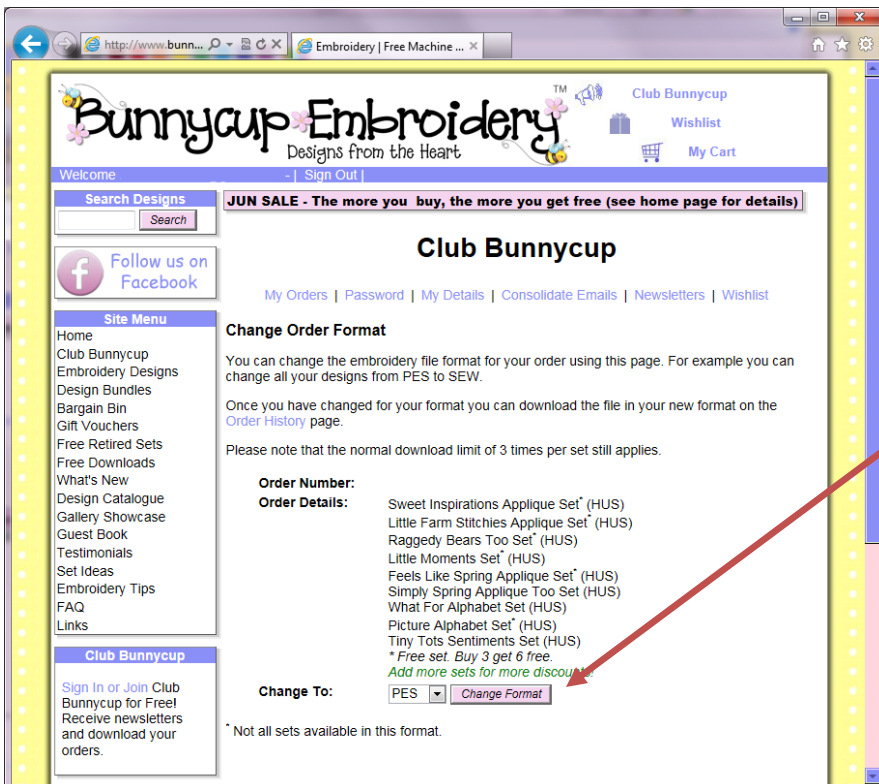 http://www.bunn...
Embroidery | Free Machine ...
Bunnycup Embroidery TM
Designs from the Heart
Club Bunnycup
Wishlist
My Cart
Welcome - | Sign Out |
Search Designs
Search
Follow us on
Facebook
Site Menu
Home
Club Bunnycup
Embroidery Designs
Design Bundles
Bargain Bin
Gift Vouchers
Free Retired Sets
Free Downloads
What's New
Design Catalogue
Gallery Showcase
Guest Book
Testimonials
Set Ideas
Embroidery Tips
FAQ
Links
Club Bunnycup
Sign In or Join Club
Bunnycup for Free!
Receive newsletters
and download your
orders.
JUN SALE - The more you buy, the more you get free (see home page for details)
Club Bunnycup
My Orders | Password | My Details | Consolidate Emails | Newsletters | Wishlist
Change Order Format
You can change the embroidery file format for your order using this page. For example you can
change all your designs from PES to SEW.
Once you have changed for your format you can download the file in your new format on the
Order History page.
Please note that the normal download limit of 3 times per set still applies.
Order Number:
Order Details: Sweet Inspirations Applique Set* (HUS)
Little Farm Stitchies Applique Set* (HUS)
Raggedy Bears Too Set* (HUS)
Little Moments Set* (HUS)
Feels Like Spring Applique Set* (HUS)
Simply Spring Applique Too Set (HUS)
What For Alphabet Set (HUS)
Picture Alphabet Set* (HUS)
Tiny Tots Sentiments Set (HUS)
* Free set. Buy 3 get 6 free.
Add more sets for more discounts!
Change To: PES Change Format
* Not all sets available in this format.